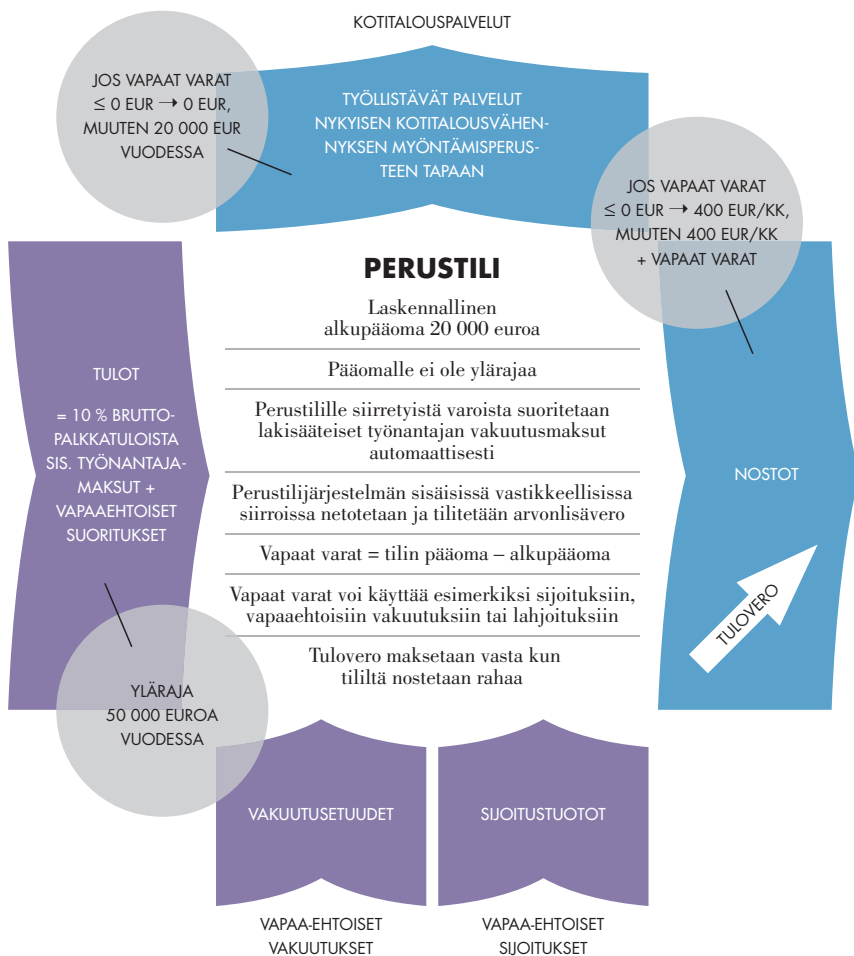 KOTITALOUSPALVELUT
JOS VAPAAT VARAT
≤ 0 EUR → 0 EUR,
MUUTEN 20 000 EUR
VUODESSA
TYÖLLISTÄVÄT PALVELUT
NYKYISEN KOTITALOUSVÄHEN-
NYKSEN MYÖNTÄMISPERUS-
TEEN TAPAAN
JOS VAPAAT VARAT
≤ 0 EUR → 400 EUR/KK,
MUUTEN 400 EUR/KK
+ VAPAAT VARAT
PERUSTILI
Laskennallinen
alkupääoma 20 000 euroa
Pääomalle ei ole ylärajaa
Perustilille siirretyistä varoista suoritetaan
lakisääteiset työnantajan vakuutusmaksut
automaattisesti
Perustilijärjestelmän sisäisissä vastikkeellisissa
siirroissa netotetaan ja tilitetään arvonlisävero
Vapaat varat = tilin pääoma – alkupääoma
Vapaat varat voi käyttää esimerkiksi sijoituksiin,
vapaaehtoisiin vakuutuksiin tai lahjoituksiin
Tulovero maksetaan vasta kun
tililtä nostetaan rahaa
TULOT
= 10 % BRUTTO-
PALKKATULOISTA
SIS. TYÖNANTAJA-
MAKSUT +
VAPAAEHTOISET
SUORITUKSET
NOSTOT
TULOVERO
YLÄRAJA
50 000 EUROA
VUODESSA
VAKUUTUSETUUDET
SIJOITUSTUOTOT
VAPAA-EHTOISET
VAKUUTUKSET
VAPAA-EHTOISET
SIJOITUKSET